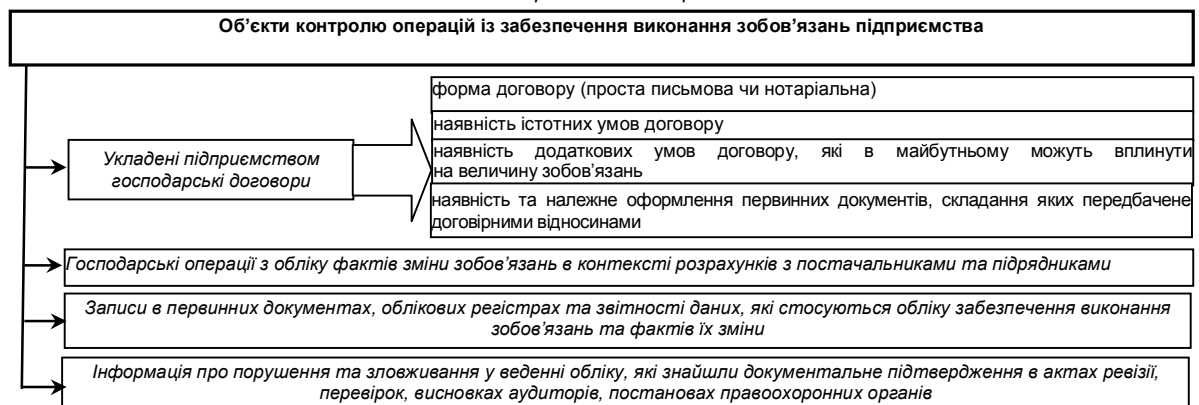 Об’єкти контролю операцій із забезпечення виконання зобов’язань підприємства
форма договору (проста письмова чи нотаріальна)
наявність істотних умов договору
Укладені підприємством
господарські договори
наявність додаткових умов договору, які в майбутньому можуть вплинути
на величину зобов’язань
наявність та належне оформлення первинних документів, складання яких передбачене
договірними відносинами
Господарські операції з обліку фактів зміни зобов’язань в контексті розрахунків з постачальниками та підрядниками
Записи в первинних документах, облікових регістрах та звітності даних, які стосуються обліку забезпечення виконання
зобов’язань та фактів їх зміни
Інформація про порушення та зловживання у веденні обліку, які знайшли документальне підтвердження в актах ревізії,
перевірок, висновках аудиторів, постановах правоохоронних органів